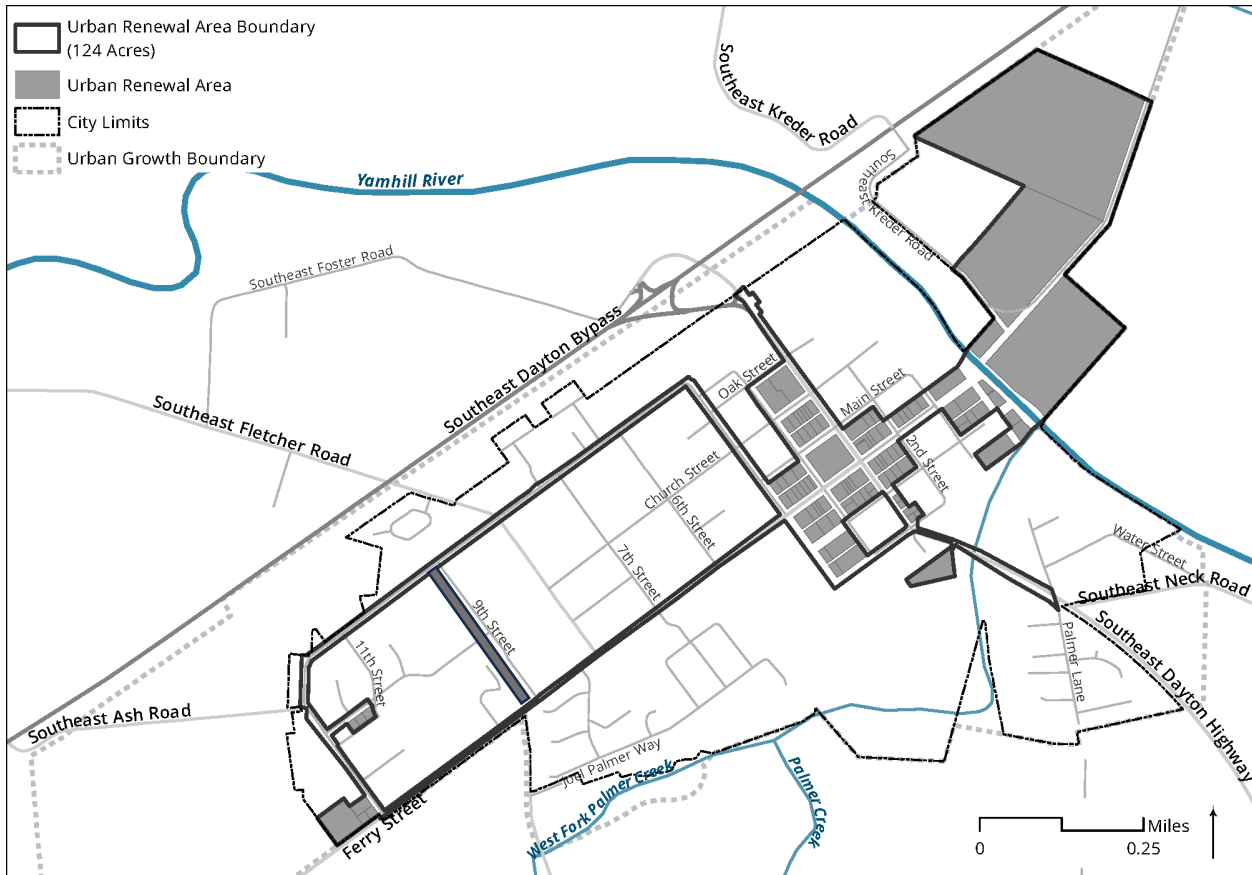 Urban Renewal Area Boundary
(124 Acres)
Urban Renewal Area
City Limits
Urban Growth Boundary
Southeast Kreder Road
Southeast Kreder Road
Yamhill River
Southeast Foster Road
Southeast Dayton Bypass
Southeast Fletcher Road
Oak Street
Main Street
2nd Street
Church Street
6th Street
7th Street
9th Street
11th Street
Water Street
Southeast Neck Road
Southeast Dayton Highway
Palmer Lane
Southeast Ash Road
Joel Palmer Way
West Fork Palmer Creek
Palmer Creek
Ferry Street
Miles
0 0.25